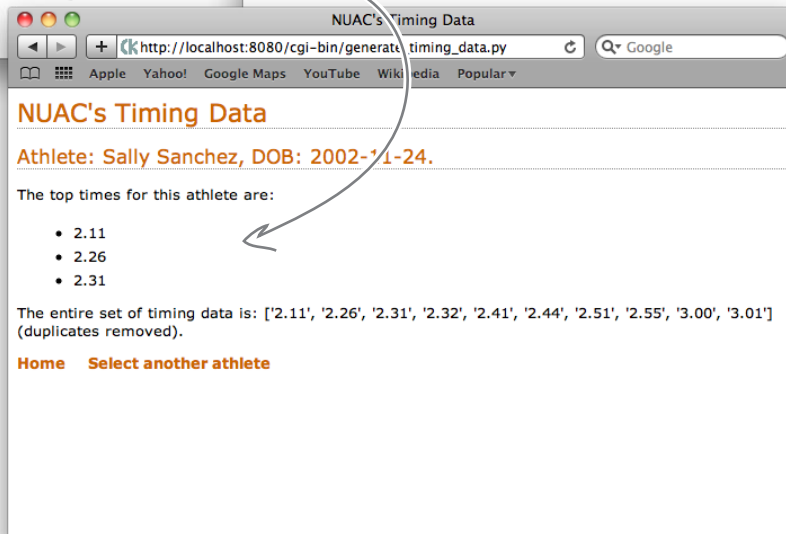 NUAC's Timing Data
http://localhost:8080/cgi-bin/generate_timing_data.py
Google
Apple Yahoo! Google Maps YouTube Wikipedia Popular
NUAC's Timing Data
Athlete: Sally Sanchez, DOB: 2002-11-24.
The top times for this athlete are:
• 2.11
• 2.26
• 2.31
The entire set of timing data is: ['2.11', '2.26', '2.31', '2.32', '2.41', '2.44', '2.51', '2.55', '3.00', '3.01']
(duplicates removed).
Home Select another athlete